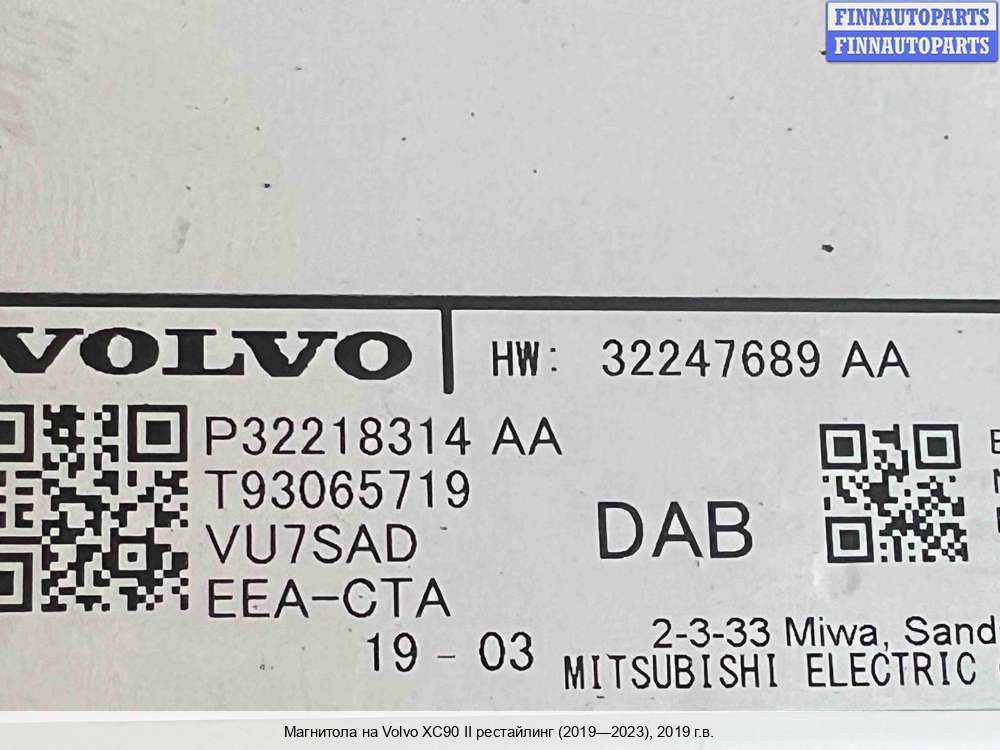 FINNAUTOPARTS
FINNAUTOPARTS
VOLVO
HW: 32247689 AA
P32218314 AA
T93065719
VU7SAD
EEA-CTA
DAB
19 - 03
2-3-33 Miwa,
MITSUBISHI ELECTRIC
Магнитола на Volvo XC90 II рестайлинг (2019—2023), 2019 г.в.